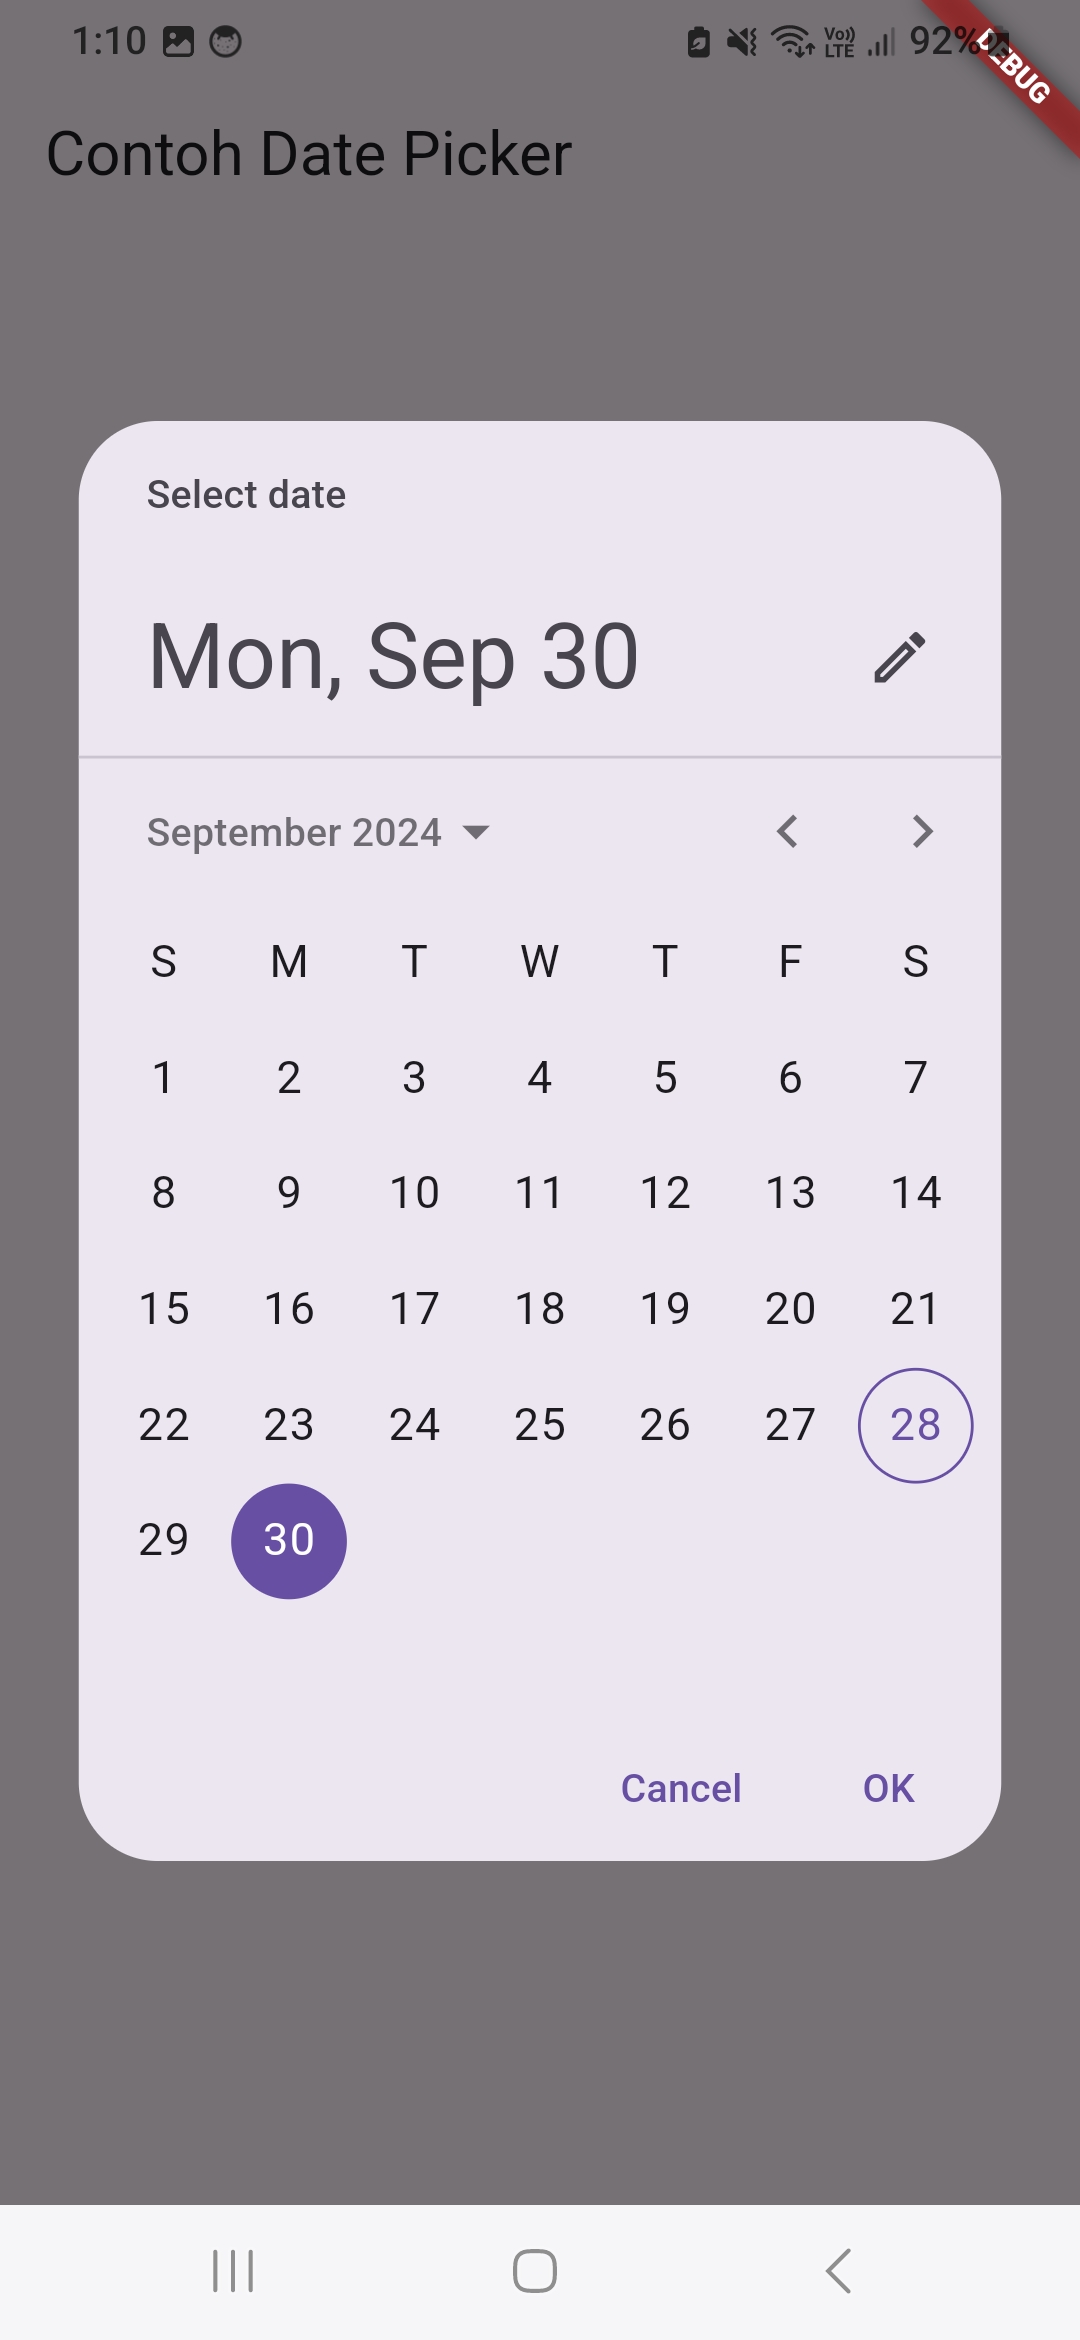 1:10 Vo)) LTE 92%
DEBUG
Contoh Date Picker
Select date
Mon, Sep 30
September 2024
S M T W T F S
1 2 3 4 5 6 7
8 9 10 11 12 13 14
15 16 17 18 19 20 21
22 23 24 25 26 27 28
29 30
Cancel OK